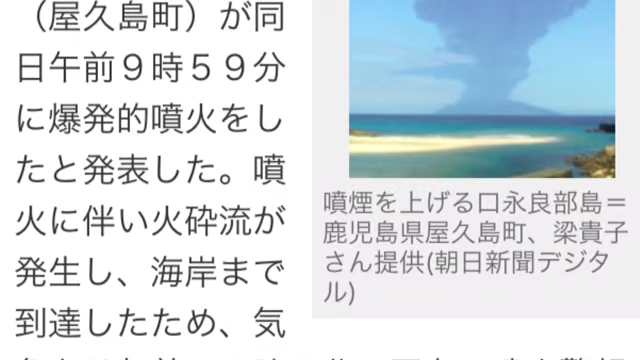 （屋久島町）が同
日午前９時５９分
に爆発的噴火をし
たと発表した。噴
火に伴い火砕流が
発生し、海岸まで
到達したため、気
噴煙を上げる口永良部島＝
鹿児島県屋久島町、梁貴子
さん提供(朝日新聞デジタ
ル)